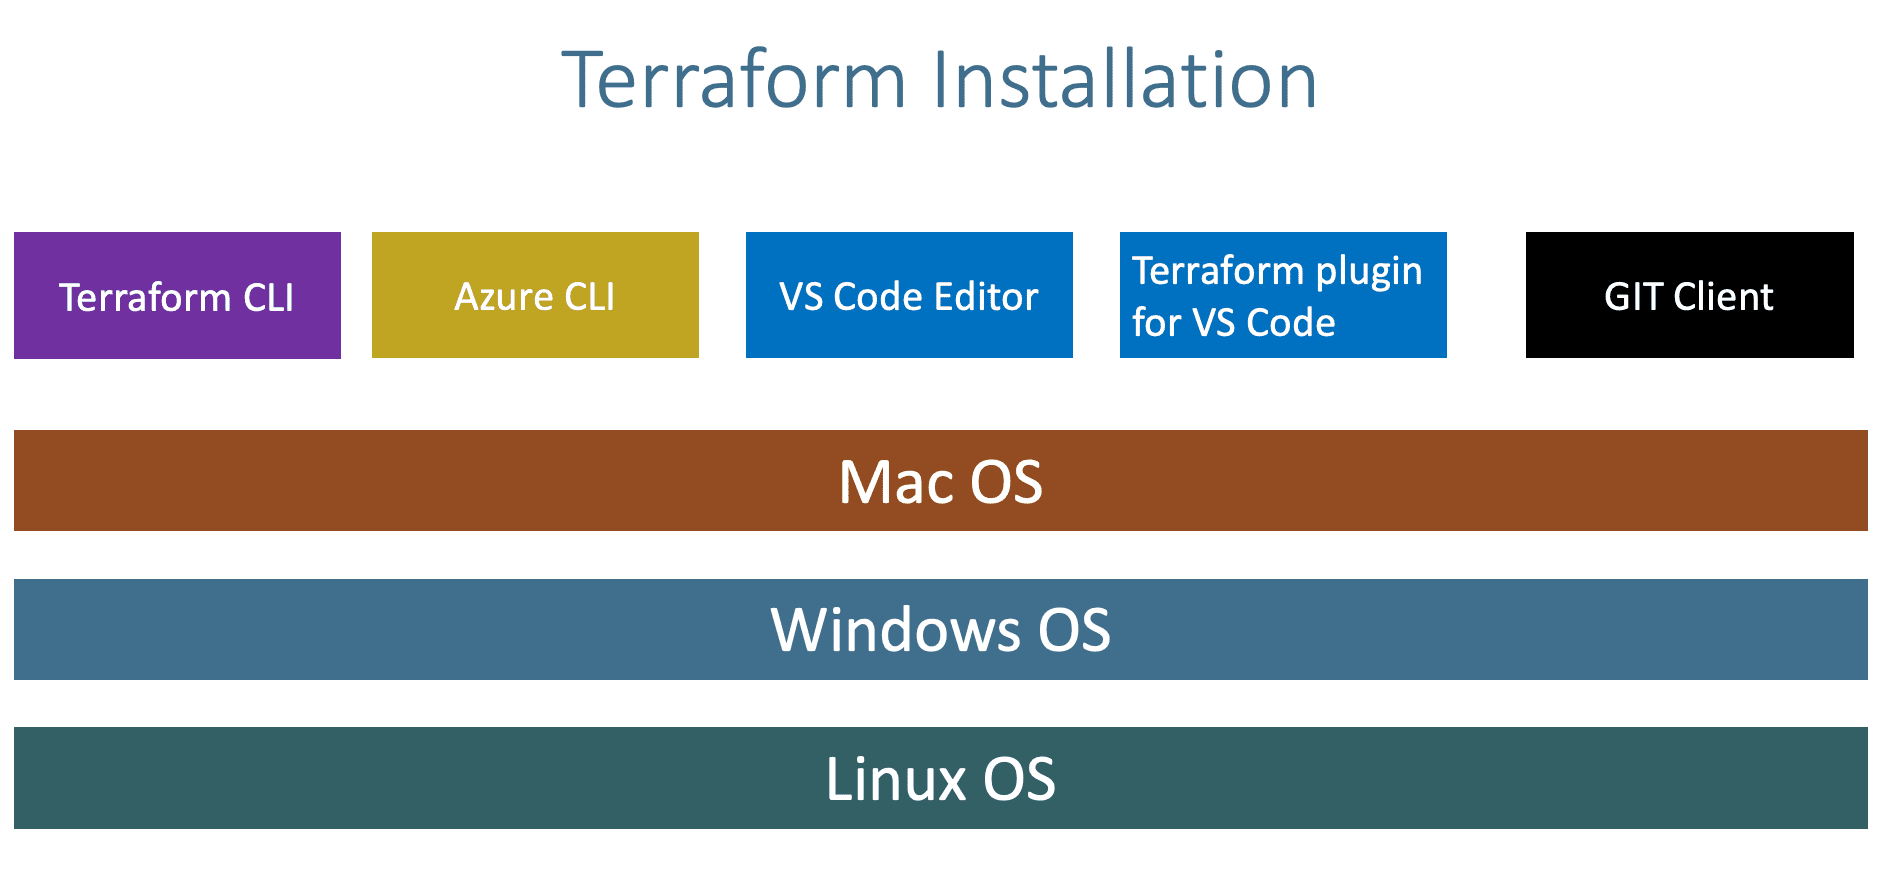 Terraform Installation
Terraform CLI
Azure CLI
VS Code Editor
Terraform plugin
for VS Code
GIT Client
Mac OS
Windows OS
Linux OS